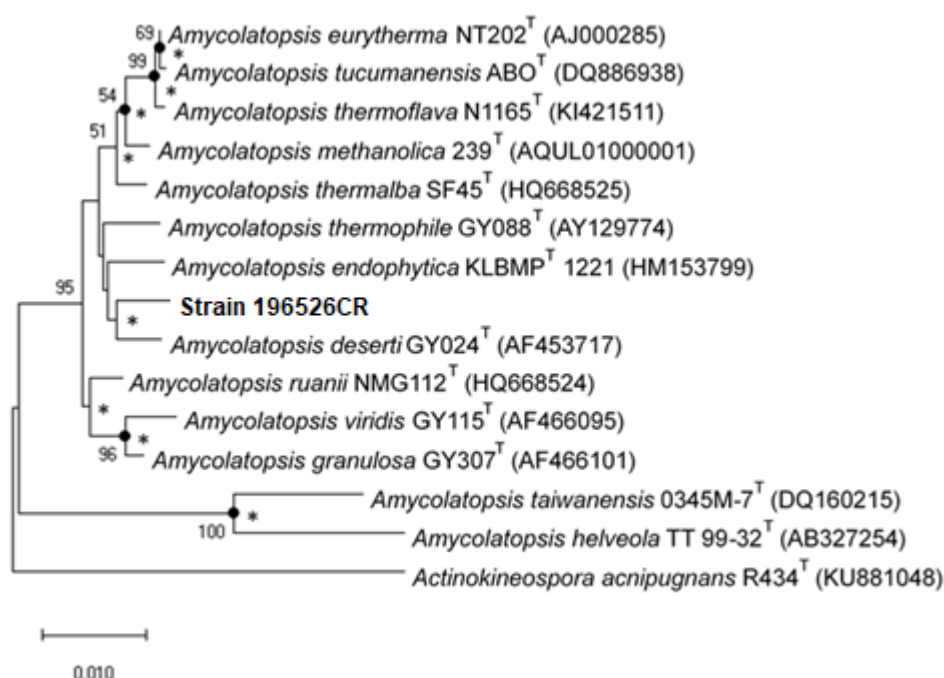 69 Amycolatopsis eurytherma NT202T (AJ000285)
*
99 Amycolatopsis tucumanensis ABOT (DQ886938)
*
54 * Amycolatopsis thermoflava N1165T (KI421511)
51 * Amycolatopsis methanolica 239T (AQUL01000001)
Amycolatopsis thermalba SF45T (HQ668525)
Amycolatopsis thermophile GY088T (AY129774)
Amycolatopsis endophytica KLBMPT 1221 (HM153799)
95 Strain 196526CR
*
Amycolatopsis deserti GY024T (AF453717)
Amycolatopsis ruanii NMG112T (HQ668524)
*
Amycolatopsis viridis GY115T (AF466095)
*
96 Amycolatopsis granulosa GY307T (AF466101)
Amycolatopsis taiwanensis 0345M-7T (DQ160215)
*
100 Amycolatopsis helveola TT 99-32T (AB327254)
Actinokineospora acnipugnans R434T (KU881048)
0.010